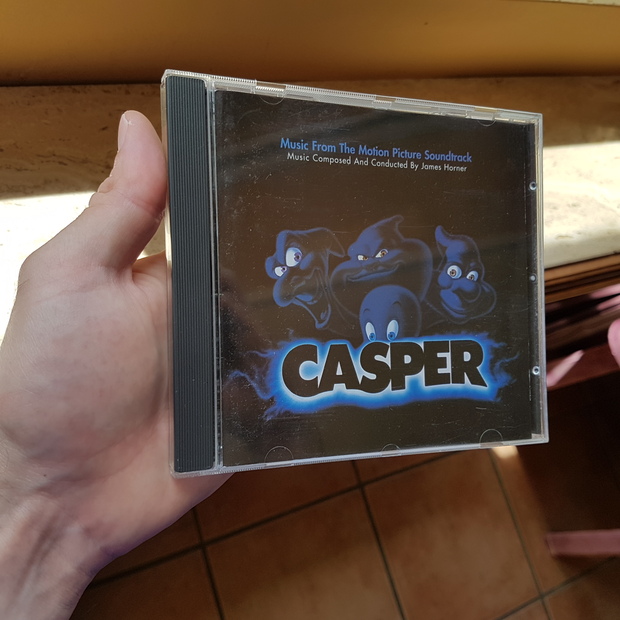 Music From The Motion Picture Soundtrack
Music Composed And Conducted By James Horner
CASPER